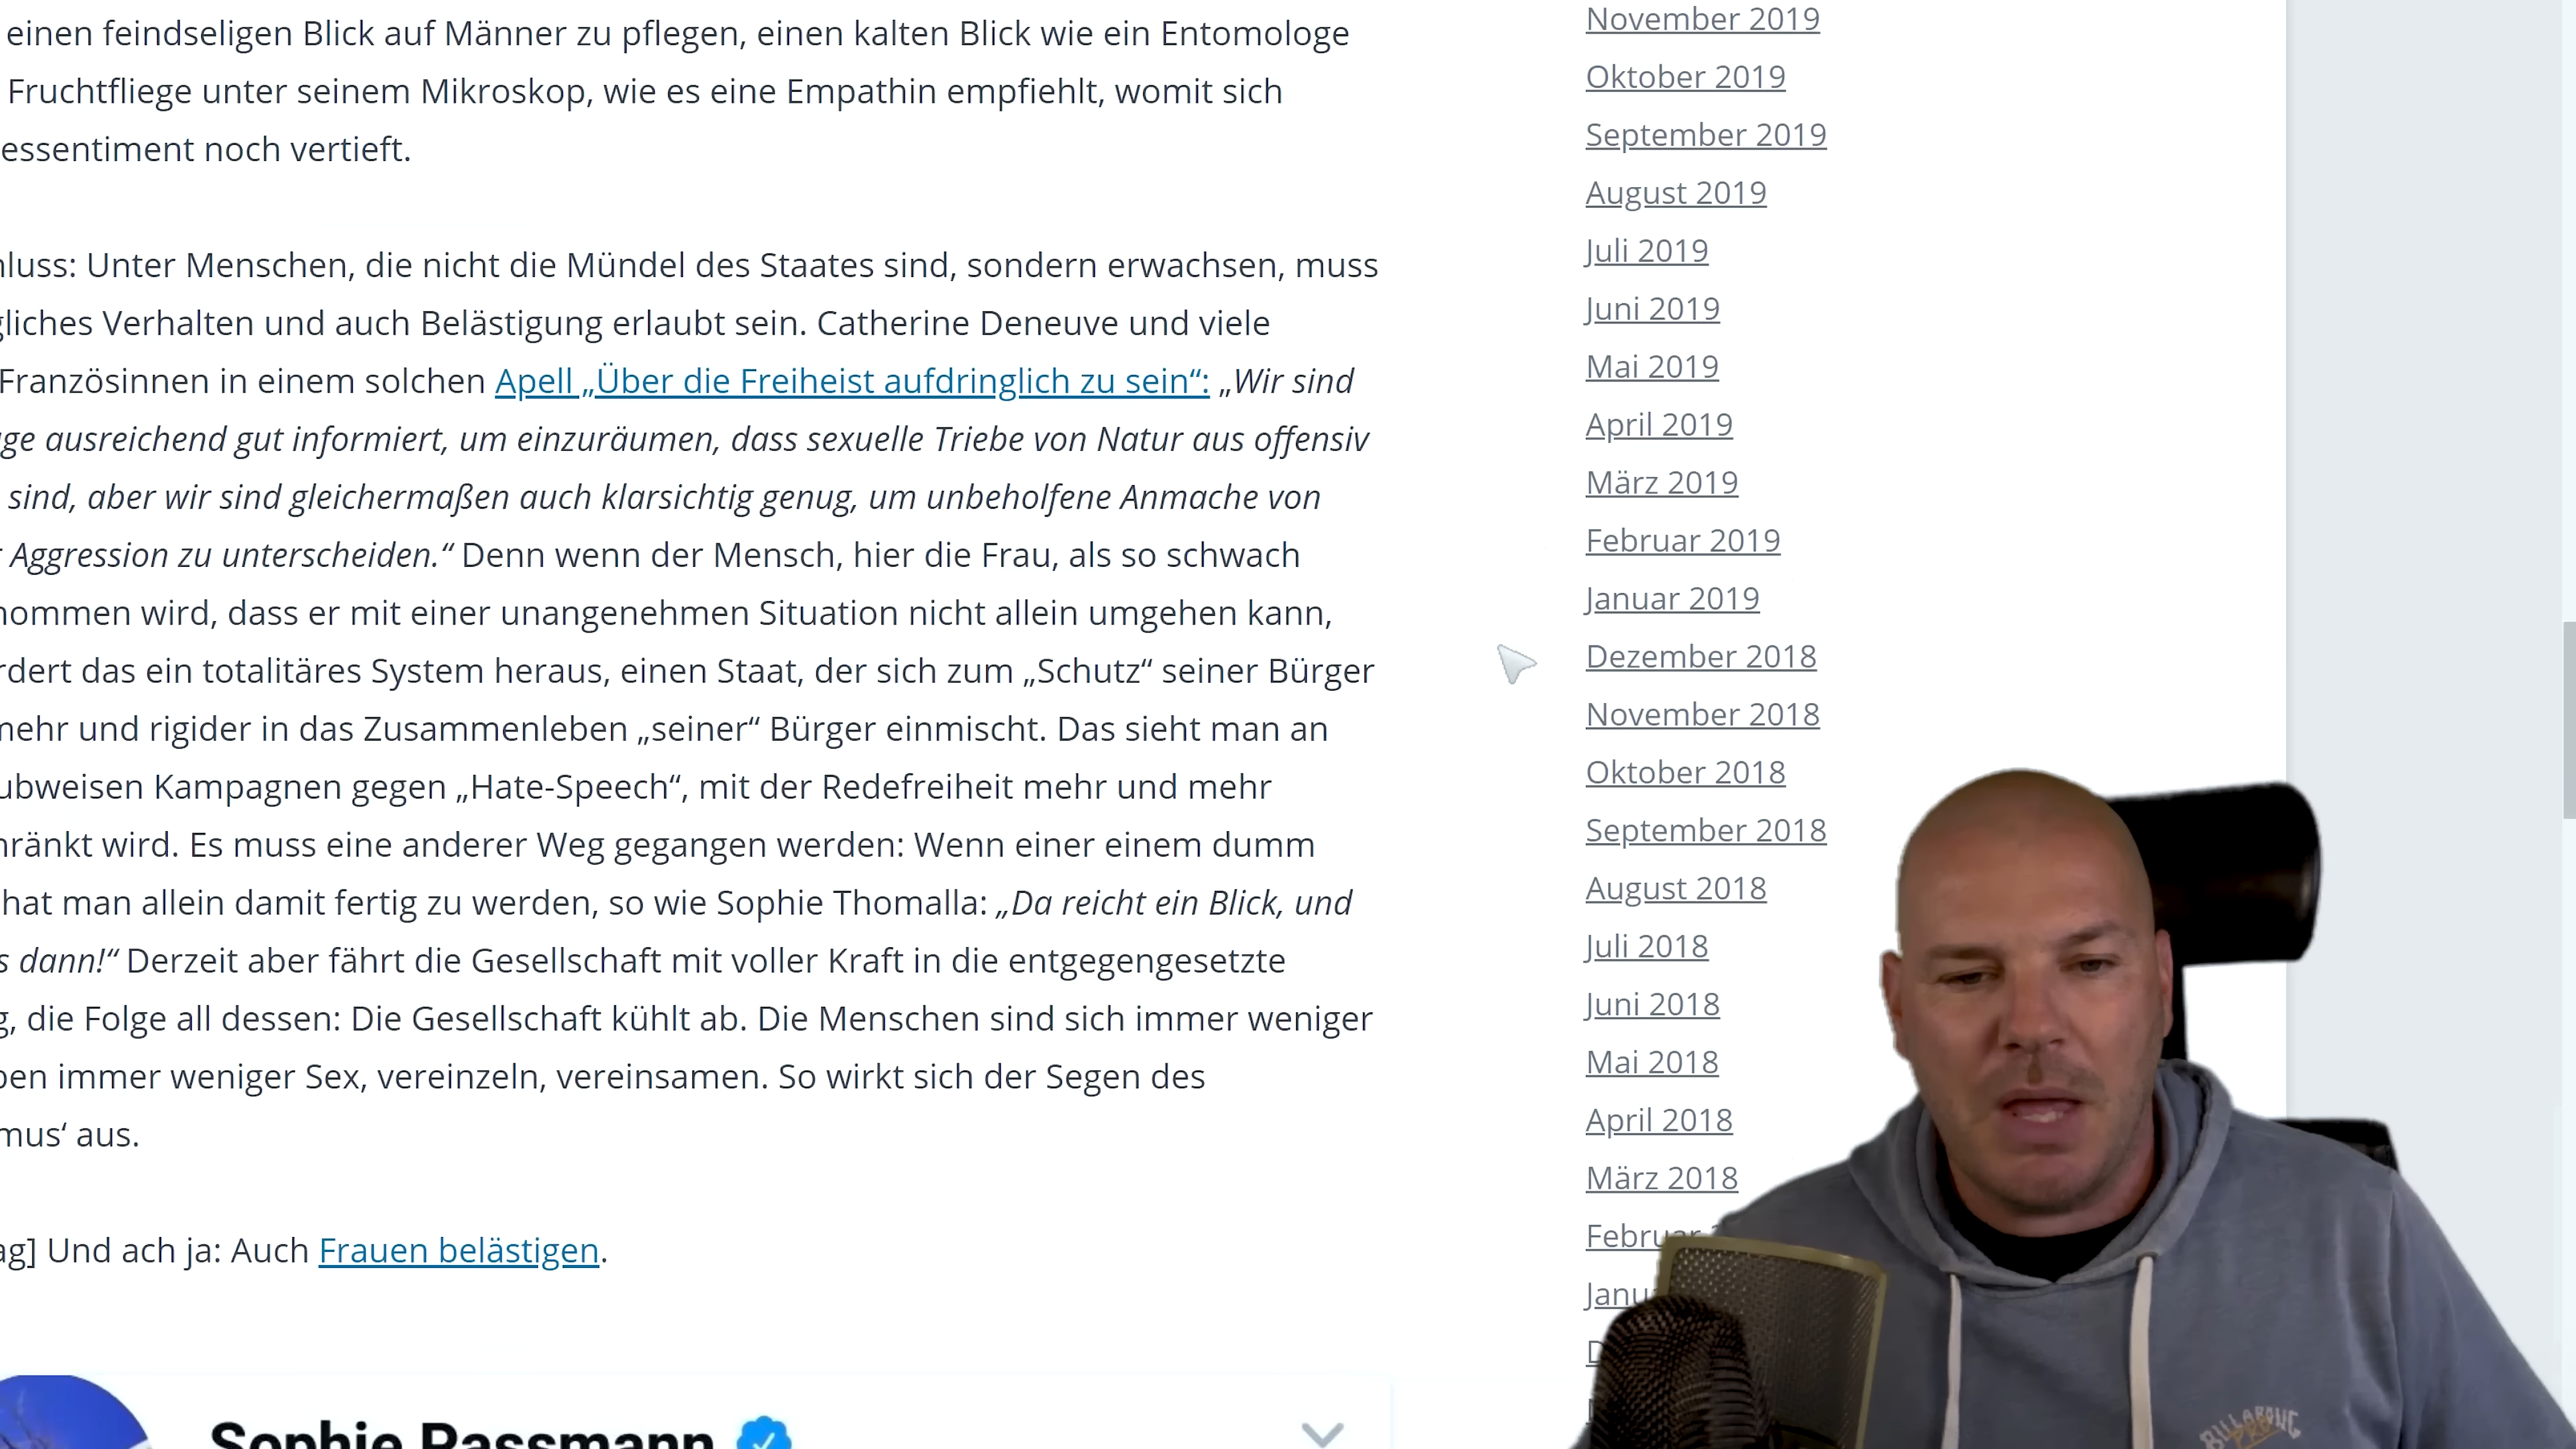 einen feindseligen Blick auf Männer zu pflegen, einen kalten Blick wie ein Entomologe
Fruchtfliege unter seinem Mikroskop, wie es eine Empathin empfiehlt, womit sich
essentiment noch vertieft.
luss: Unter Menschen, die nicht die Mündel des Staates sind, sondern erwachsen, muss
gliches Verhalten und auch Belästigung erlaubt sein. Catherine Deneuve und viele
Französinnen in einem solchen Apell „Über die Freiheist aufdringlich zu sein“: „Wir sind
ge ausreichend gut informiert, um einzuräumen, dass sexuelle Triebe von Natur aus offensiv
sind, aber wir sind gleichermaßen auch klarsichtig genug, um unbeholfene Anmache von
Aggression zu unterscheiden.“ Denn wenn der Mensch, hier die Frau, als so schwach
nommen wird, dass er mit einer unangenehmen Situation nicht allein umgehen kann,
rdert das ein totalitäres System heraus, einen Staat, der sich zum „Schutz“ seiner Bürger
mehr und rigider in das Zusammenleben „seiner“ Bürger einmischt. Das sieht man an
ubweisen Kampagnen gegen „Hate-Speech“, mit der Redefreiheit mehr und mehr
hränkt wird. Es muss eine anderer Weg gegangen werden: Wenn einer einem dumm
hat man allein damit fertig zu werden, so wie Sophie Thomalla: „Da reicht ein Blick, und
s dann!“ Derzeit aber fährt die Gesellschaft mit voller Kraft in die entgegengesetzte
g, die Folge all dessen: Die Gesellschaft kühlt ab. Die Menschen sind sich immer weniger
ben immer weniger Sex, vereinzeln, vereinsamen. So wirkt sich der Segen des
mus‘ aus.
ag] Und ach ja: Auch Frauen belästigen.
Sophie Passmann
November 2019
Oktober 2019
September 2019
August 2019
Juli 2019
Juni 2019
Mai 2019
April 2019
März 2019
Februar 2019
Januar 2019
Dezember 2018
November 2018
Oktober 2018
September 2018
August 2018
Juli 2018
Juni 2018
Mai 2018
April 2018
März 2018
Februar
Janu
D
BILLABONG